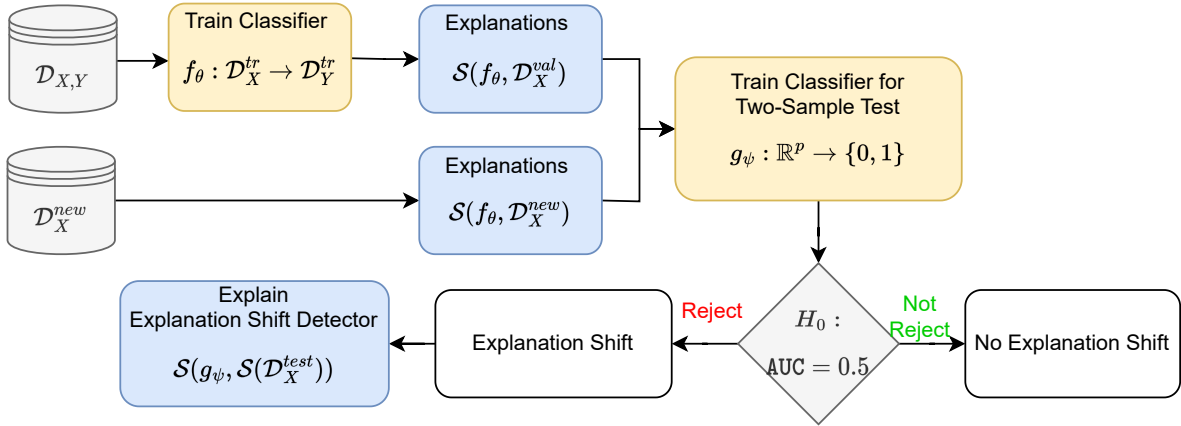 𝒟_{X,Y}
Train Classifier
f_θ : 𝒟_X^{tr} → 𝒟_Y^{tr}
Explanations
𝒮(f_θ, 𝒟_X^{val})
Train Classifier for
Two-Sample Test
g_ψ : ℝ^p → {0, 1}
𝒟_X^{new}
Explanations
𝒮(f_θ, 𝒟_X^{new})
Explain
Explanation Shift Detector
𝒮(g_ψ, 𝒮(𝒟_X^{test}))
Explanation Shift
Reject
H_0 :
AUC = 0.5
Not
Reject
No Explanation Shift